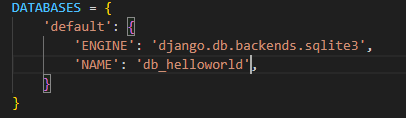 DATABASES = {
    'default': {
        'ENGINE': 'django.db.backends.sqlite3',
        'NAME': 'db_helloworld',
    }
}